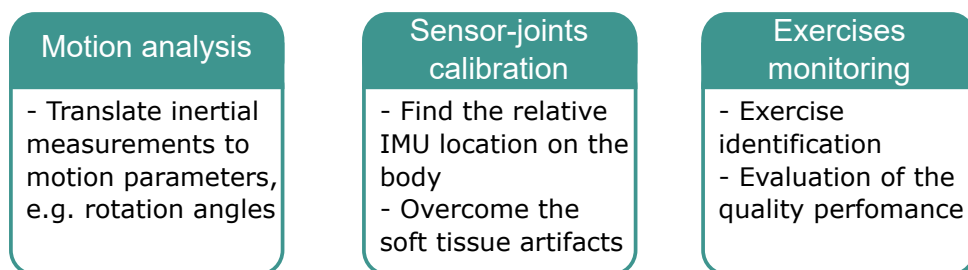 Motion analysis
- Translate inertial
measurements to
motion parameters,
e.g. rotation angles
Sensor-joints
calibration
- Find the relative
IMU location on the
body
- Overcome the
soft tissue artifacts
Exercises
monitoring
- Exercise
identification
- Evaluation of the
quality perfomance